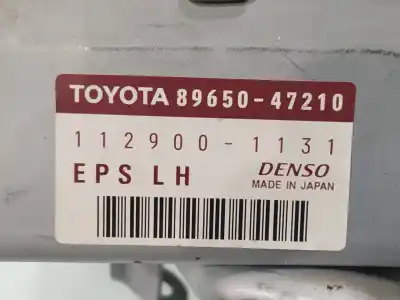 TOYOTA 89650-47210
112900-1131
EPS LH DENSO
MADE IN JAPAN